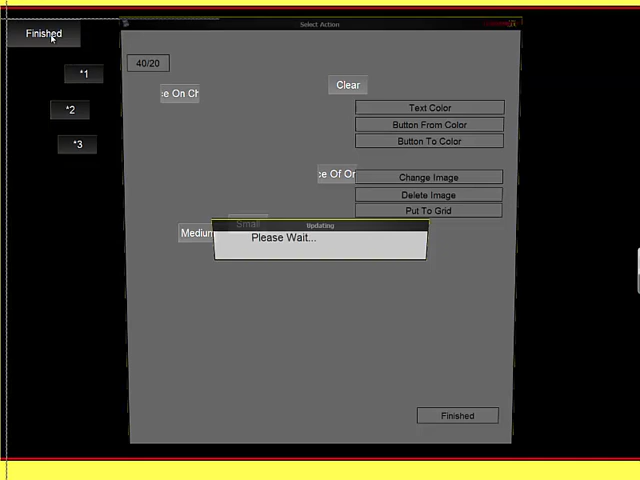 Select Action
Finished
40/20
*1
Clear
ce On Ch
Text Color
*2
Button From Color
Button To Color
*3
ce Of Or
Change Image
Delete Image
Put To Grid
Small
Medium
Updating
Please Wait...
Finished